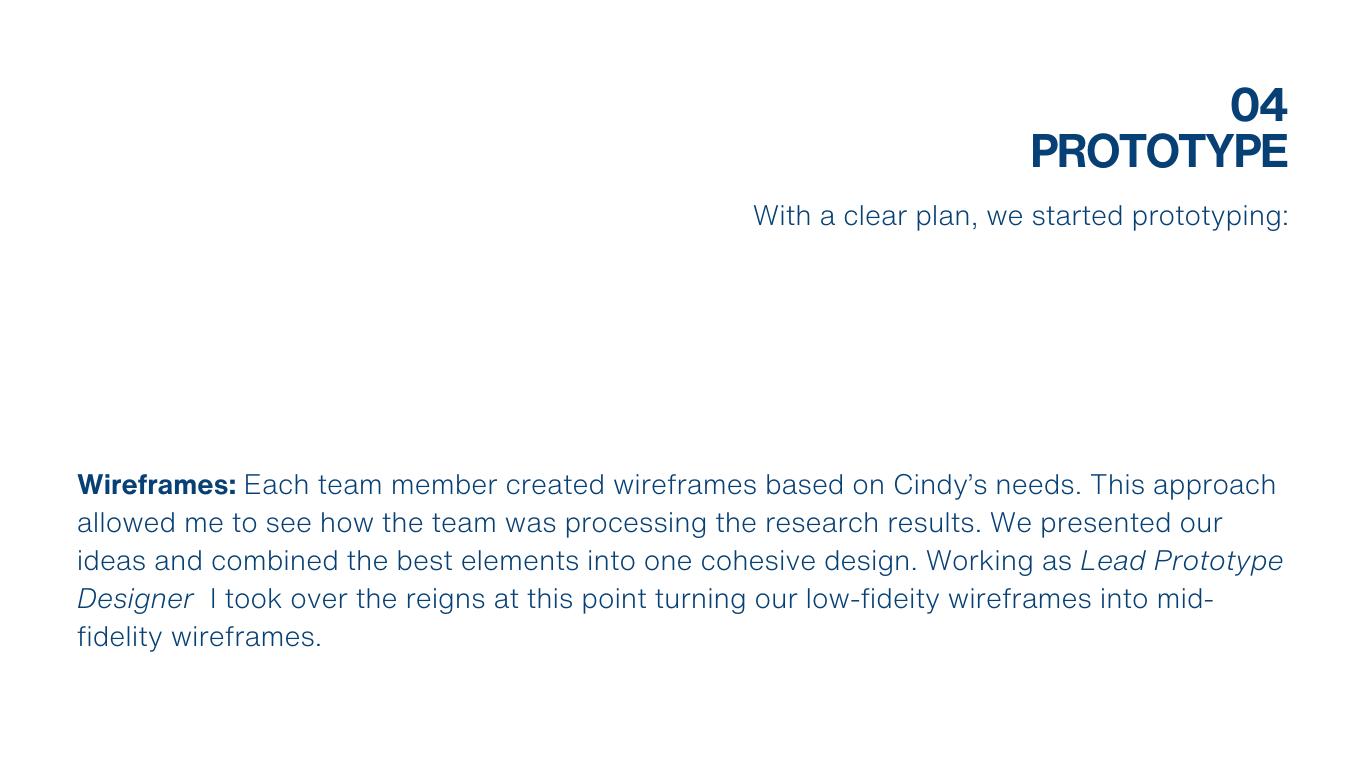 04
PROTOTYPE
With a clear plan, we started prototyping:
Wireframes: Each team member created wireframes based on Cindy’s needs. This approach
allowed me to see how the team was processing the research results. We presented our
ideas and combined the best elements into one cohesive design. Working as Lead Prototype
Designer  I took over the reigns at this point turning our low-fideity wireframes into mid-
fidelity wireframes.